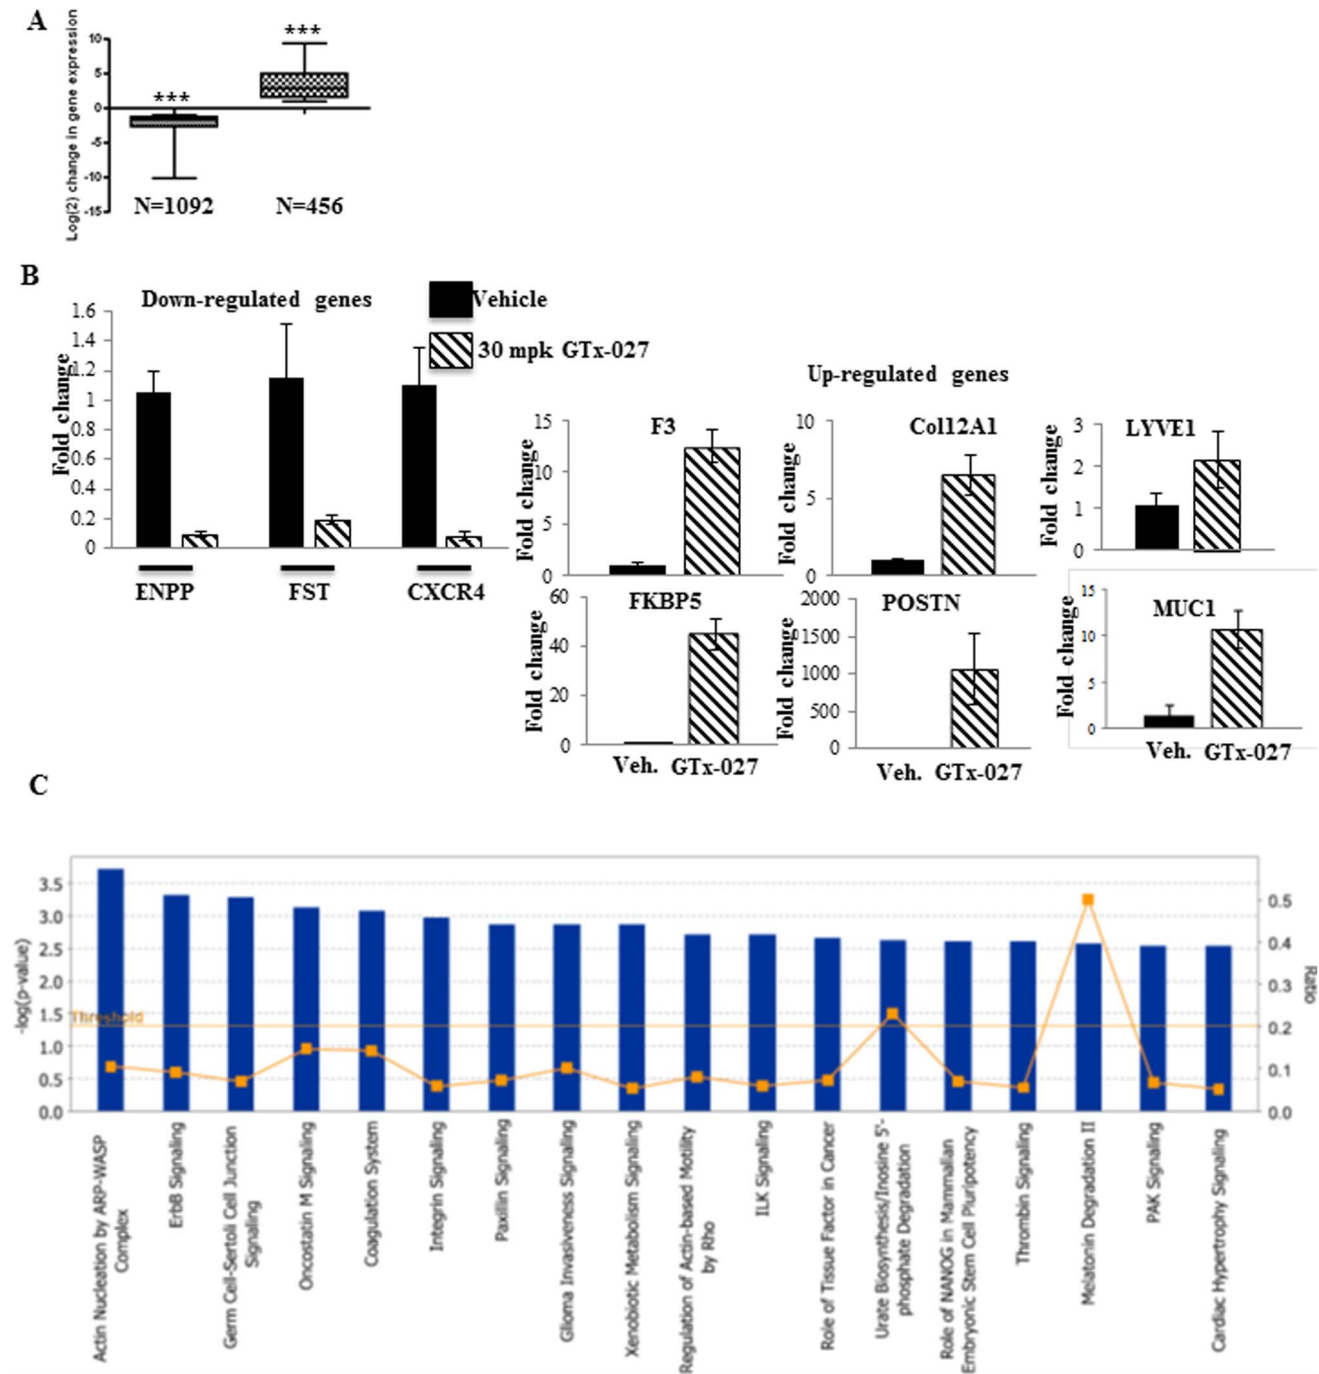 A
Log(2) change in gene expression
10
5
0
-5
-10
-15
***
***
N=1092
N=456
B
Down-regulated genes
Vehicle
30 mpk GTx-027
Fold change
1.6
1.4
1.2
1
0.8
0.6
0.4
0.2
0
ENPP
FST
CXCR4
Up-regulated genes
F3
Fold change
15
10
5
0
Col12A1
Fold change
10
5
0
LYVE1
Fold change
3
2
1
0
FKBP5
Fold change
60
40
20
0
Veh. GTx-027
POSTN
Fold change
2000
1500
1000
500
0
Veh. GTx-027
MUC1
Fold change
15
10
5
0
Veh. GTx-027
C
-log(p-value)
3.5
3.0
2.5
2.0
1.5
1.0
0.5
0.0
Threshold
0.5
0.4
0.3
0.2
0.1
0.0
Ratio
Actin Nucleation by ARP-WASP
Complex
ErbB Signaling
Germ Cell-Sertoli Cell Junction
Signaling
Oncostatin M Signaling
Coagulation System
Integrin Signaling
Paxillin Signaling
Glioma Invasiveness Signaling
Xenobiotic Metabolism Signaling
Regulation of Actin-based Motility
by Rho
ILK Signaling
Role of Tissue Factor in Cancer
Urate Biosynthesis/Inosine 5'-
phosphate Degradation
Role of NANOG in Mammalian
Embryonic Stem Cell Pluripotency
Thrombin Signaling
Melatonin Degradation II
PAK Signaling
Cardiac Hypertrophy Signaling